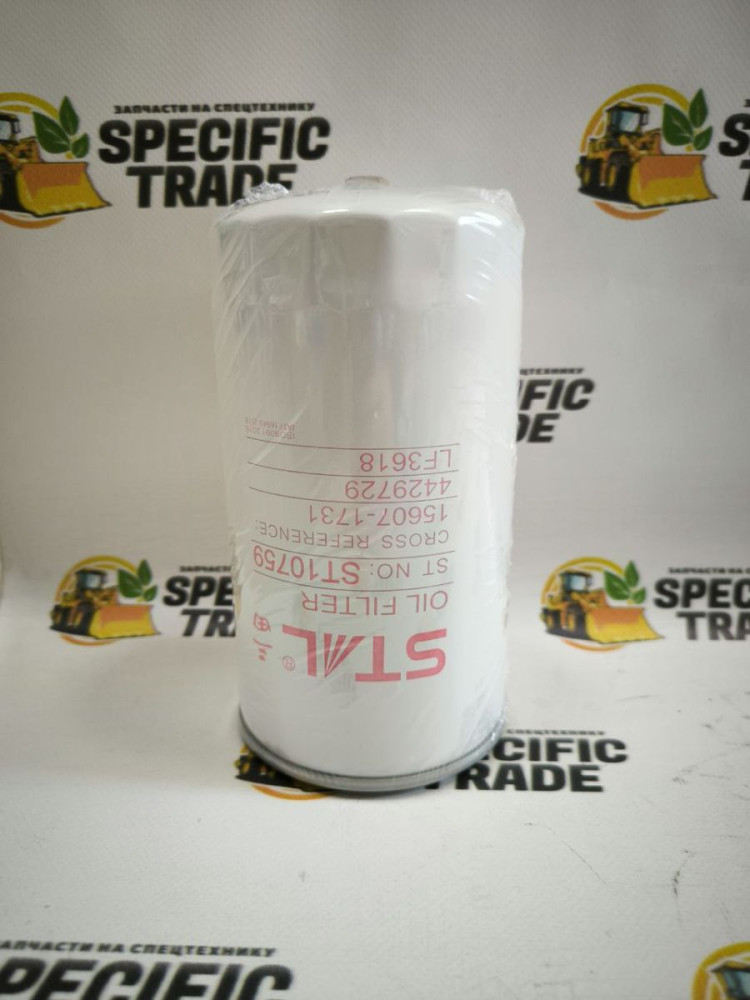 ЗАПЧАСТИ НА СПЕЦТЕХНИКУ
SPECIFIC
TRADE
STAL ®
OIL FILTER
ST NO: ST10759
CROSS REFERENCE:
15607-1731
4429729
LF3618
SPECIFIC
TRADE
ЗАПЧАСТИ НА СПЕЦТЕХНИКУ
SPECIFIC